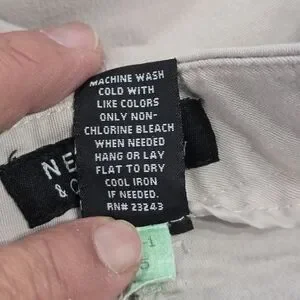 MACHINE WASH
COLD WITH
LIKE COLORS
ONLY NON-
CHLORINE BLEACH
WHEN NEEDED
HANG OR LAY
FLAT TO DRY
COOL IRON
IF NEEDED.
RN# 23243
NE
& C